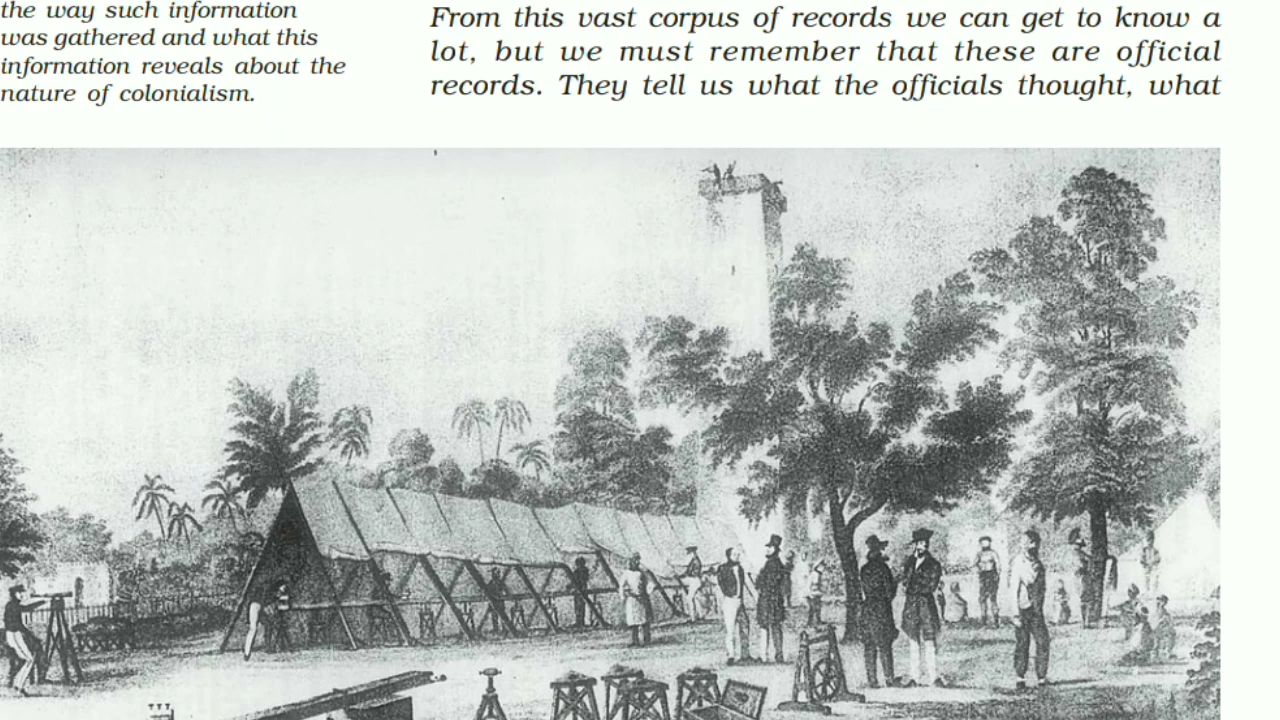 the way such information
was gathered and what this
information reveals about the
nature of colonialism.
From this vast corpus of records we can get to know a
lot, but we must remember that these are official
records. They tell us what the officials thought, what